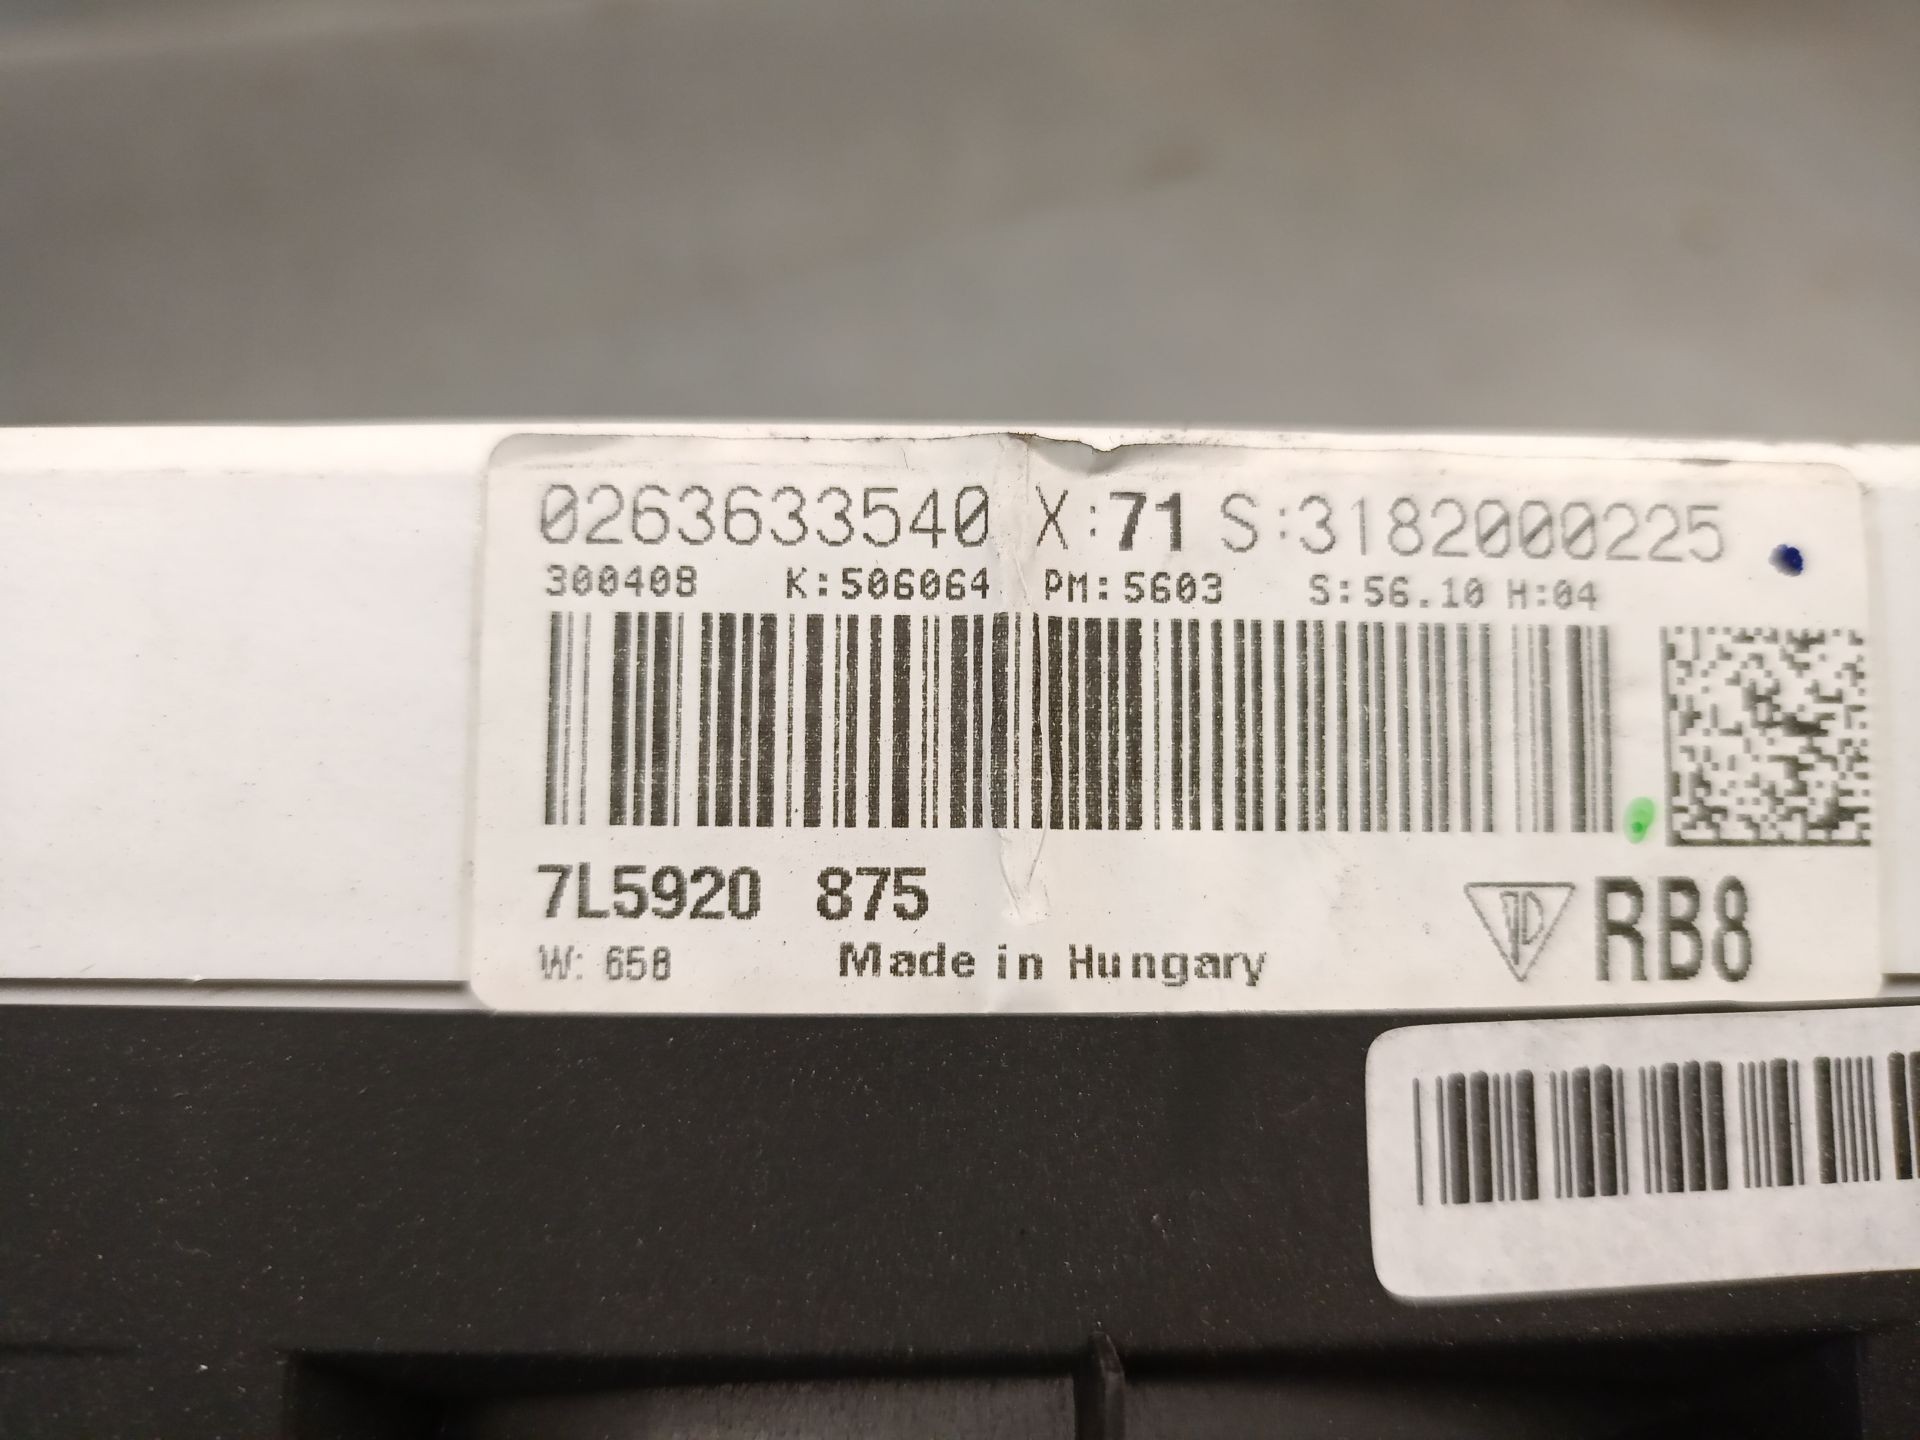 0263633540 X:71 S:3182000225
300408 K:506064 PM:5603 S:56.10 H:04
7L5920 875
RB8
W: 658 Made in Hungary